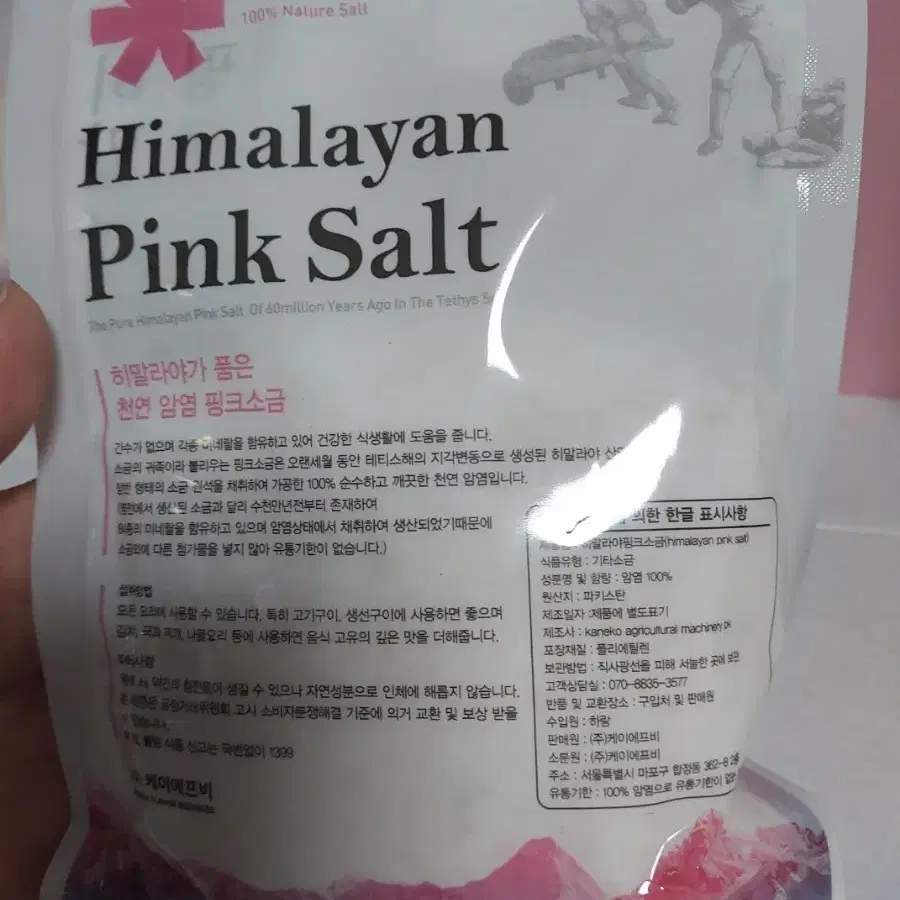 100% Nature Salt
Himalayan
Pink Salt
The Pure Himalayan Pink Salt Of 60million Years Ago In The Tethys
히말라야가 품은
천연 암염 핑크소금
간수가 없으며 각종 미네랄을 함유하고 있어 건강한 식생활에 도움을 줍니다.
소금의 귀족이라 불리우는 핑크소금은 오랜세월 동안 테티스해의 지각변동으로 생성된 히말라야
암반 형태의 소금 원석을 채취하여 가공한 100% 순수하고 깨끗한 천연 암염입니다.
생산된 소금과 달리 수천만년전부터 존재하여
미네랄을 함유하고 있으며 암염상태에서 채취하여 생산되었기때문에
다른 첨가물을 넣지 않아 유통기한이 없습니다.)
모든 요리에 사용할 수 있습니다. 특히 고기구이, 생선구이에 사용하면 좋으며
국과 찌개, 나물요리 등에 사용하면 음식 고유의 깊은 맛을 더해줍니다.
주의사항
약간의 침전물이 생길 수 있으나 자연성분으로 인체에 해롭지 않습니다.
공정거래위원회 고시 소비자분쟁해결 기준에 의거 교환 및 보상 받을
있습니다.
불량 식품 신고는 국번없이 1399
케이에프비
의한 한글 표시사항
히말라야핑크소금(himalayan pink salt)
식품유형 : 기타소금
성분명 및 함량 : 암염 100%
원산지 : 파키스탄
제조일자 :제품에 별도표기
제조사 : kaneko agricultural machinery
포장재질 : 폴리에틸렌
보관방법 : 직사광선을 피해 서늘한 곳에 보관
고객상담실 : 070-8835-3577
반품 및 교환장소 : 구입처 및 판매원
수입원 : 하랑
판매원 : (주)케이에프비
소분원 : (주)케이에프비
주소 : 서울특별시 마포구 합정동 362-8 2층
유통기한 : 100% 암염으로 유통기한이